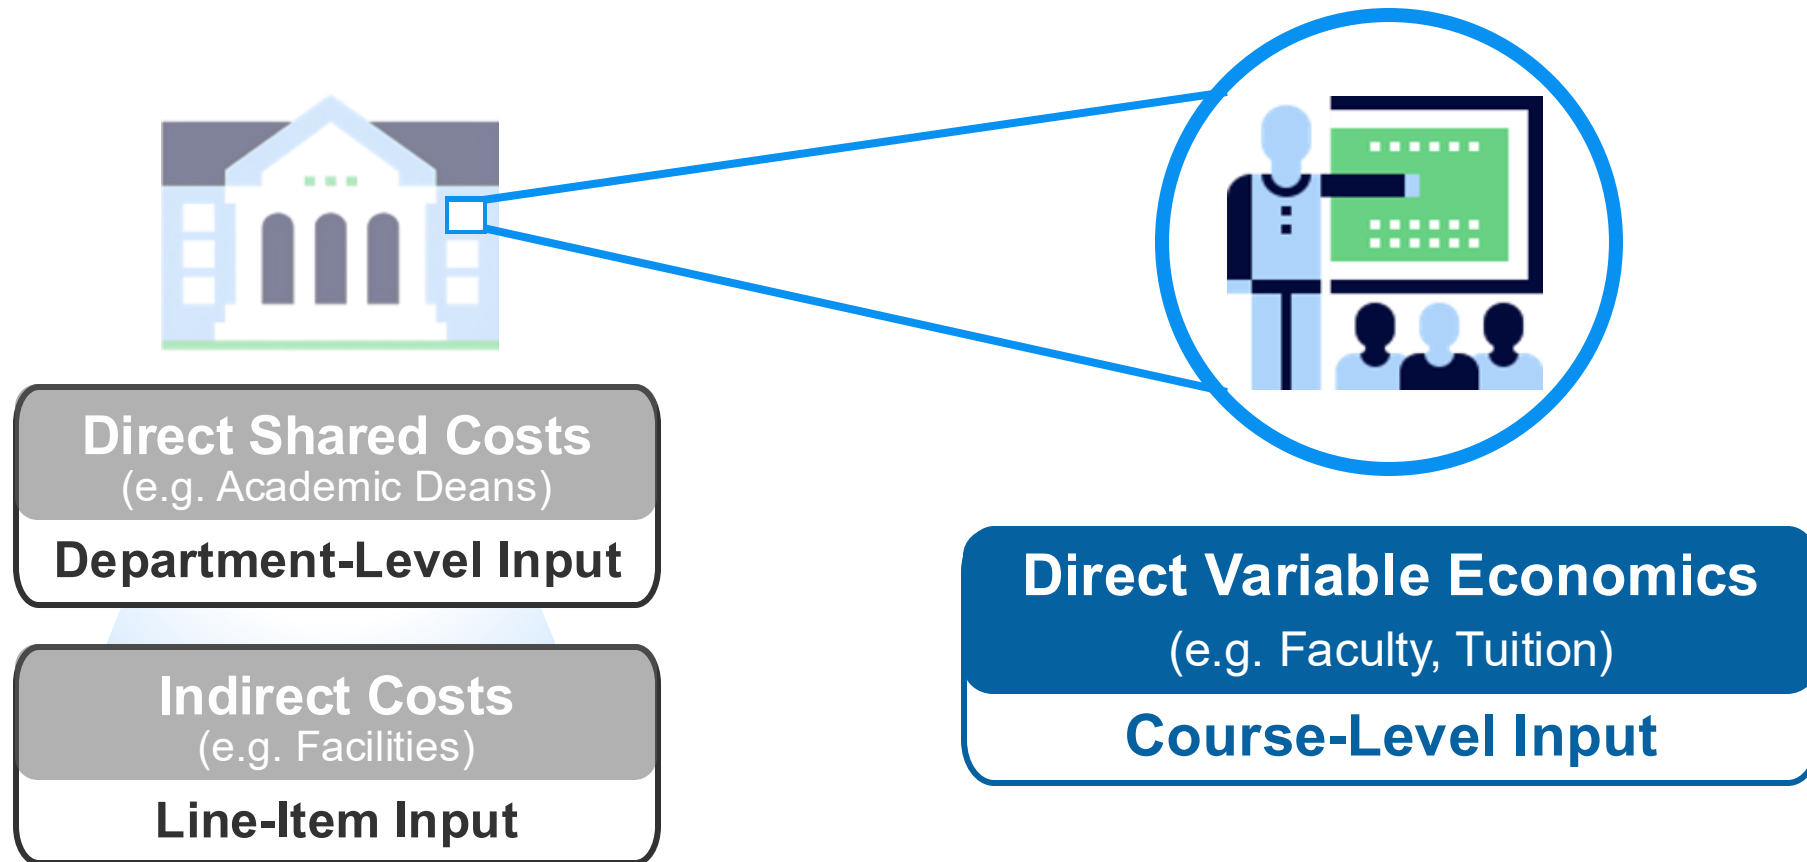 Direct Shared Costs
(e.g. Academic Deans)
Department-Level Input
Indirect Costs
(e.g. Facilities)
Line-Item Input
Direct Variable Economics
(e.g. Faculty, Tuition)
Course-Level Input